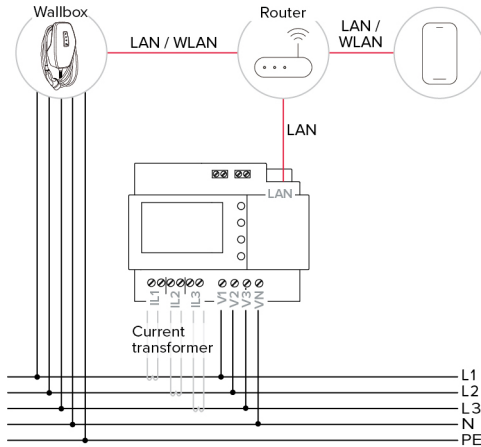 Wallbox
Router
LAN / WLAN
LAN /
WLAN
LAN
LAN
IL1
IL2
IL3
V1
V2
V3
VN
Current
transformer
L1
L2
L3
N
PE